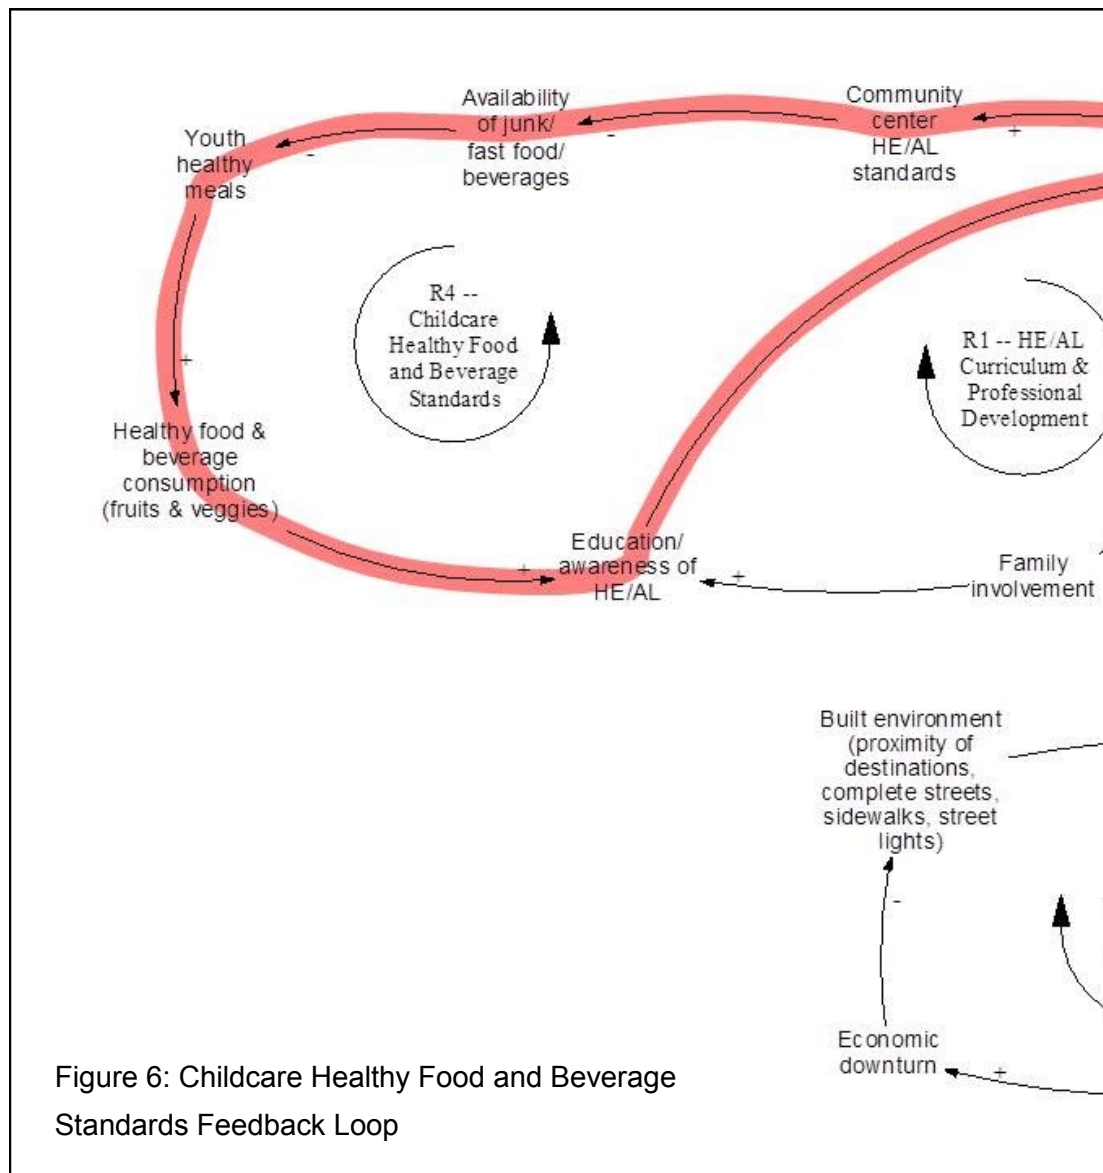 Availability
of junk/
fast food/
beverages
-
Community
center
HE/AL
standards
+
Youth
healthy
meals
-
R4 --
Childcare
Healthy Food
and Beverage
Standards
R1 -- HE/AL
Curriculum &
Professional
Development
+
Healthy food &
beverage
consumption
(fruits & veggies)
+
Education/
awareness of
HE/AL
+
Family
involvement
Built environment
(proximity of
destinations,
complete streets,
sidewalks, street
lights)
-
Economic
downturn
+
Figure 6: Childcare Healthy Food and Beverage
Standards Feedback Loop